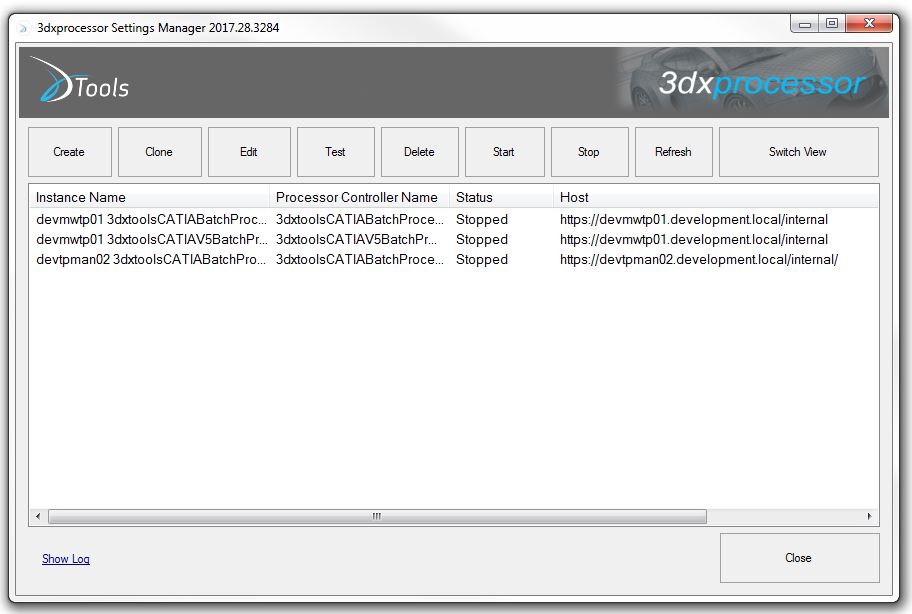 3dxprocessor Settings Manager 2017.28.3284
Tools 3dxprocessor
Create Clone Edit Test Delete Start Stop Refresh Switch View
Instance Name Processor Controller Name Status Host
devmwtp01 3dxtoolsCATIABatchProc... 3dxtoolsCATIABatchProce... Stopped https://devmwtp01.development.local/internal
devmwtp01 3dxtoolsCATIAV5BatchPr... 3dxtoolsCATIAV5BatchPr... Stopped https://devmwtp01.development.local/internal
devtpman02 3dxtoolsCATIABatchPro... 3dxtoolsCATIABatchProce... Stopped https://devtpman02.development.local/internal/
Show Log Close